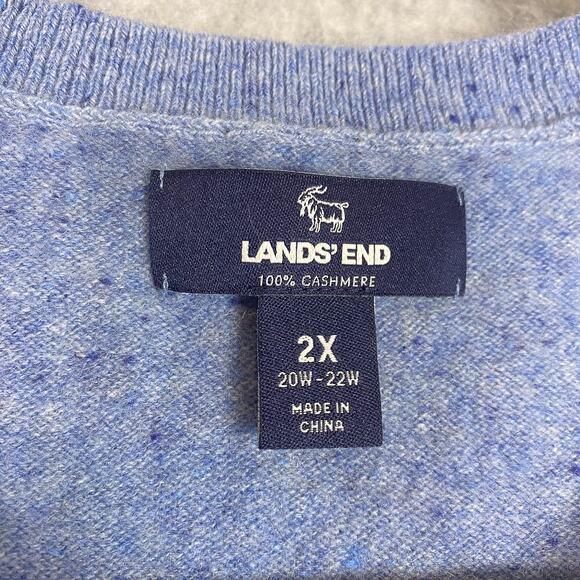 LANDS' END
100% CASHMERE
2X
20W-22W
MADE IN
CHINA